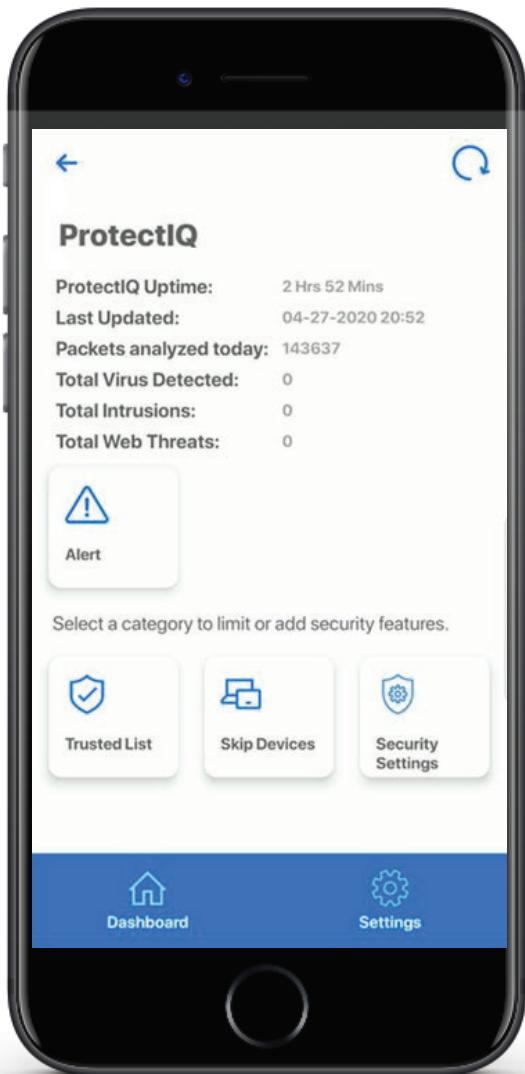 ProtectIQ
ProtectIQ Uptime: 2 Hrs 52 Mins
Last Updated: 04-27-2020 20:52
Packets analyzed today: 143637
Total Virus Detected: 0
Total Intrusions: 0
Total Web Threats: 0
Alert
Select a category to limit or add security features.
Trusted List Skip Devices Security
Settings
Dashboard Settings